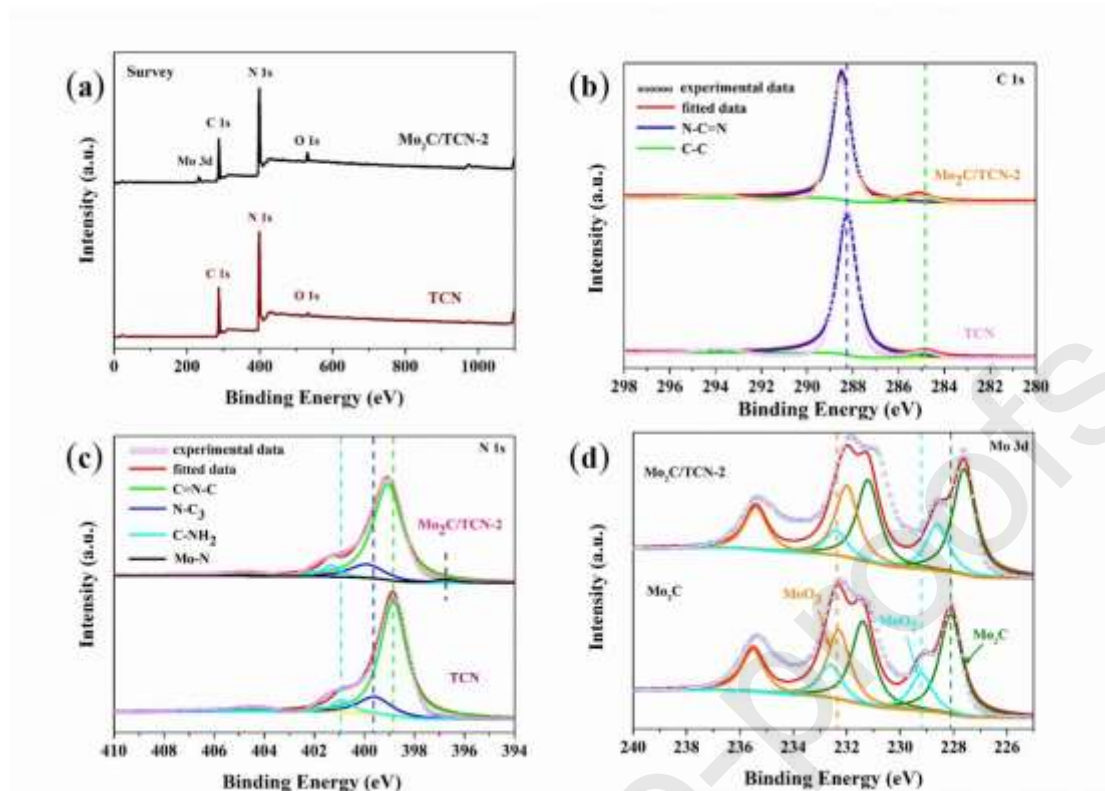 (a)
Survey
N 1s
C 1s
Mo 3d
O 1s
Mo₂C/TCN-2
N 1s
C 1s
O 1s
TCN
Intensity (a.u.)
0 200 400 600 800 1000
Binding Energy (eV)
(b)
C 1s
experimental data
fitted data
N-C=N
C-C
Mo₂C/TCN-2
TCN
Intensity (a.u.)
298 296 294 292 290 288 286 284 282 280
Binding Energy (eV)
(c)
N 1s
experimental data
fitted data
C=N-C
N-C₃
C-NH₂
Mo-N
Mo₂C/TCN-2
TCN
Intensity (a.u.)
410 408 406 404 402 400 398 396 394
Binding Energy (eV)
(d)
Mo 3d
Mo₂C/TCN-2
Mo₂C
MoO₃
MoO₂
Mo₂C
Intensity (a.u.)
240 238 236 234 232 230 228 226
Binding Energy (eV)
-proofs